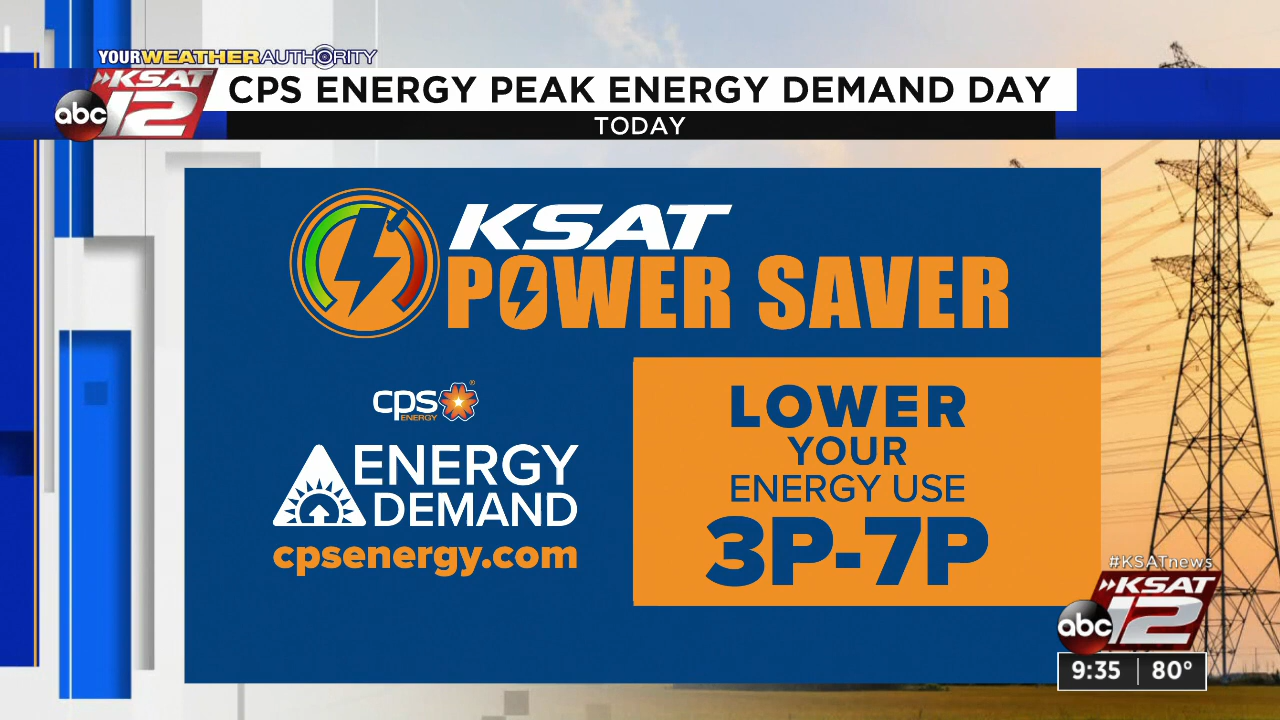 YOURWEATHERAUTHORITY
KSAT
abc 12
CPS ENERGY PEAK ENERGY DEMAND DAY
TODAY
KSAT
POWER SAVER
cps®
ENERGY
ENERGY
DEMAND
cpsenergy.com
LOWER
YOUR
ENERGY USE
3P-7P
#KSATnews
KSAT
abc 12
9:35 80°